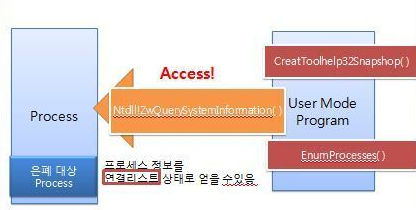 CreatToolhelp32Snapshop( )
Access!
Ntdll!ZwQuerySystemInformation( )
Process
User Mode
Program
EnumProcesses( )
은폐 대상
Process
프로세스 정보를
연결리스트 상태로 얻을 수있음